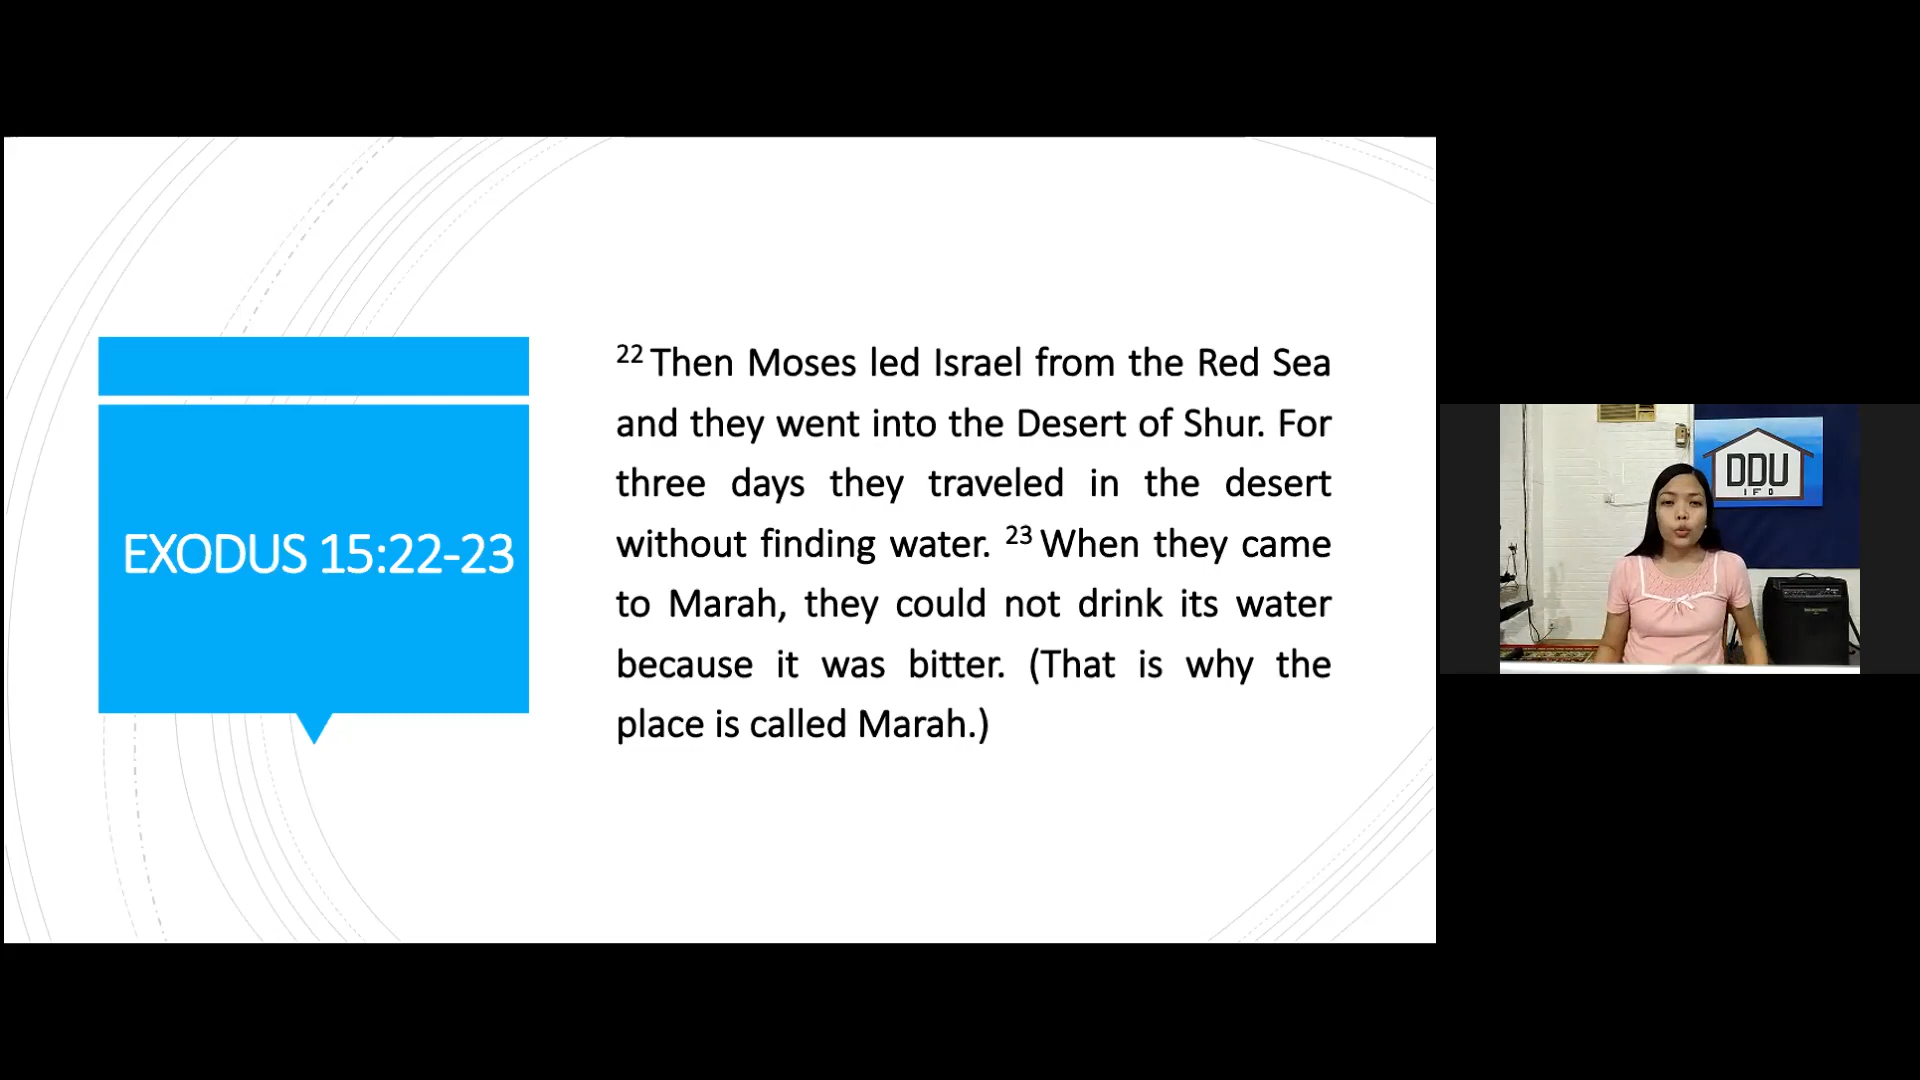 EXODUS 15:22-23
22 Then Moses led Israel from the Red Sea
and they went into the Desert of Shur. For
three days they traveled in the desert
without finding water. 23 When they came
to Marah, they could not drink its water
because it was bitter. (That is why the
place is called Marah.)
DDU
IFO